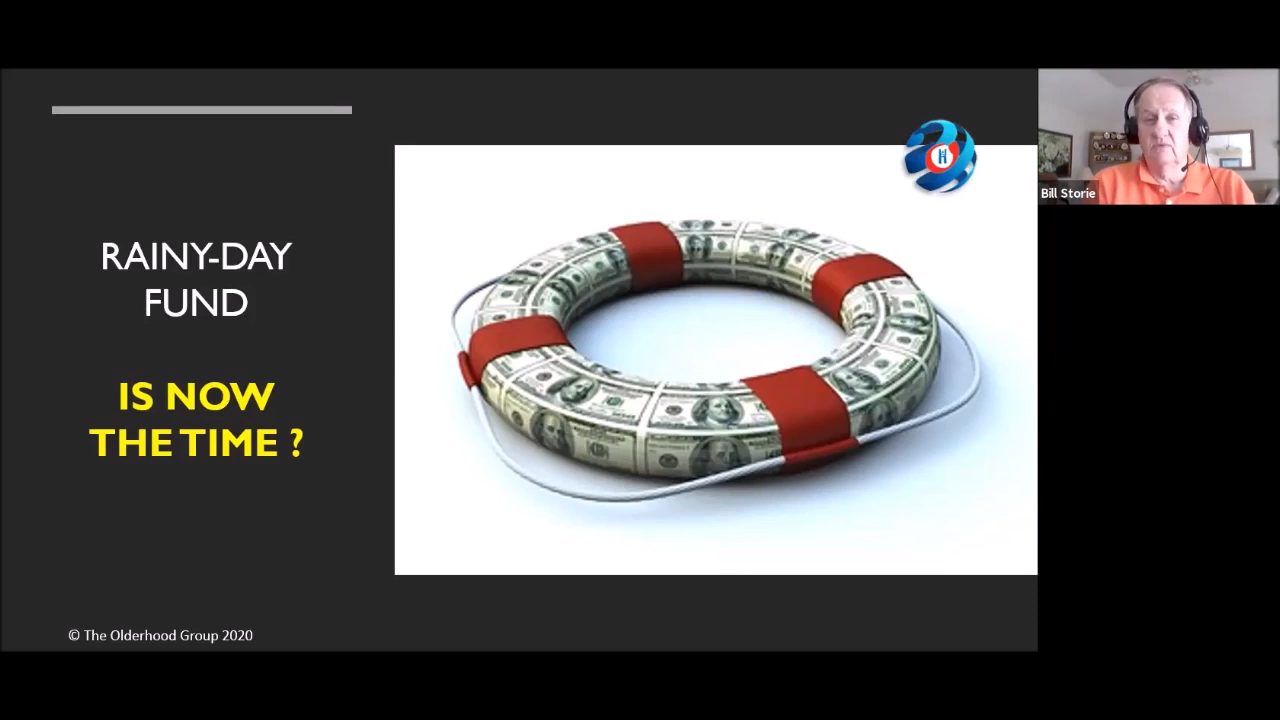 RAINY-DAY
FUND
IS NOW
THE TIME ?
© The Olderhood Group 2020
Bill Storie